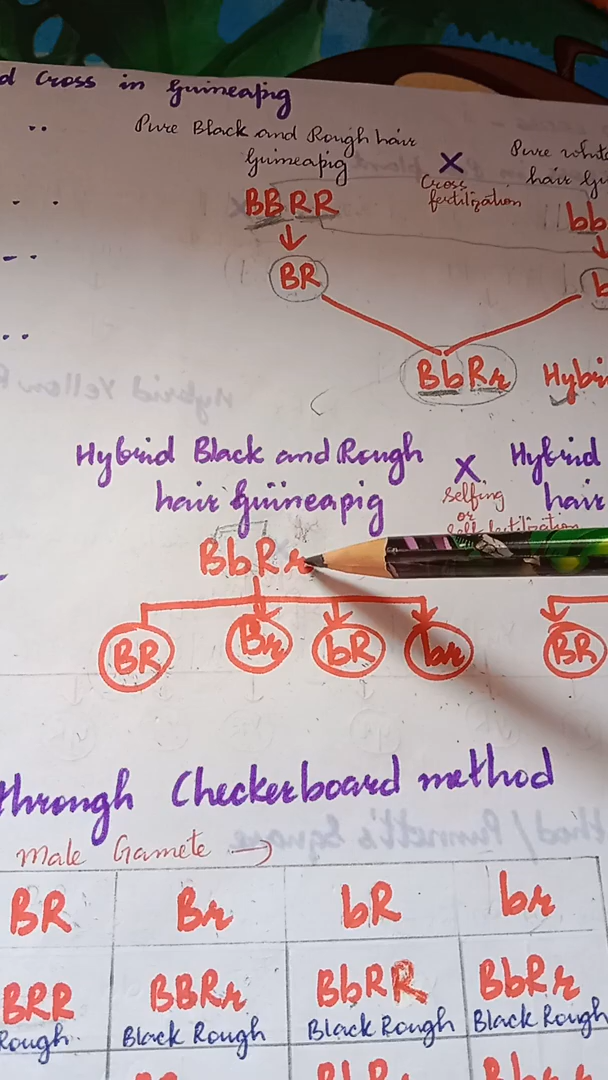 d Cross in Guineapig
Pure Black and Rough hair
Guineapig
X
Cross
fertilization
Pure white
hair
BBRR
bb
BR
b
BbRr
Hybrid Black and Rough
hair Guineapig
X
Selfing
or
Hybrid
hair
BbRr
BR Br bR br BR
through Checkerboard method
Male Gamete →
BR Br bR br
BRR BBRr BbRR BbRr
Rough Black Rough Black Rough Black Rough